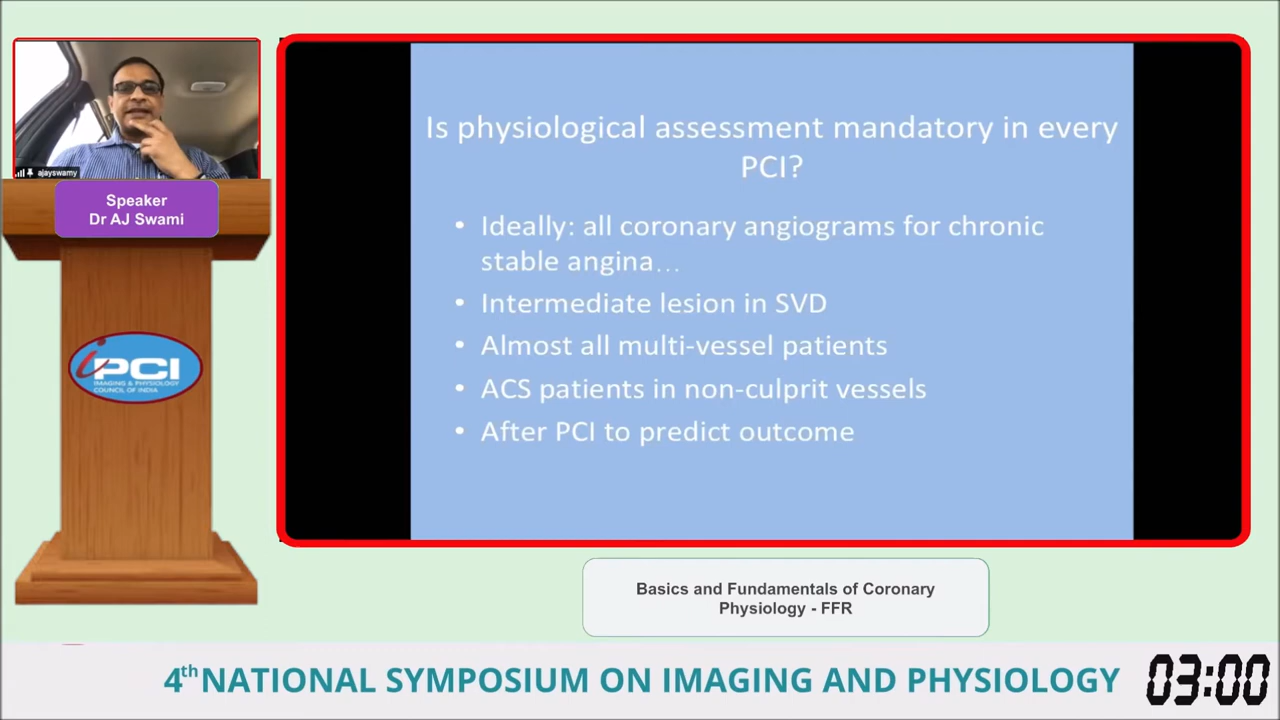 ajayswamy
Speaker
Dr AJ Swami
iPCI
IMAGING & PHYSIOLOGY
COUNCIL OF INDIA
Is physiological assessment mandatory in every
PCI?
• Ideally: all coronary angiograms for chronic
stable angina...
• Intermediate lesion in SVD
• Almost all multi-vessel patients
• ACS patients in non-culprit vessels
• After PCI to predict outcome
Basics and Fundamentals of Coronary
Physiology - FFR
4th NATIONAL SYMPOSIUM ON IMAGING AND PHYSIOLOGY
03:00